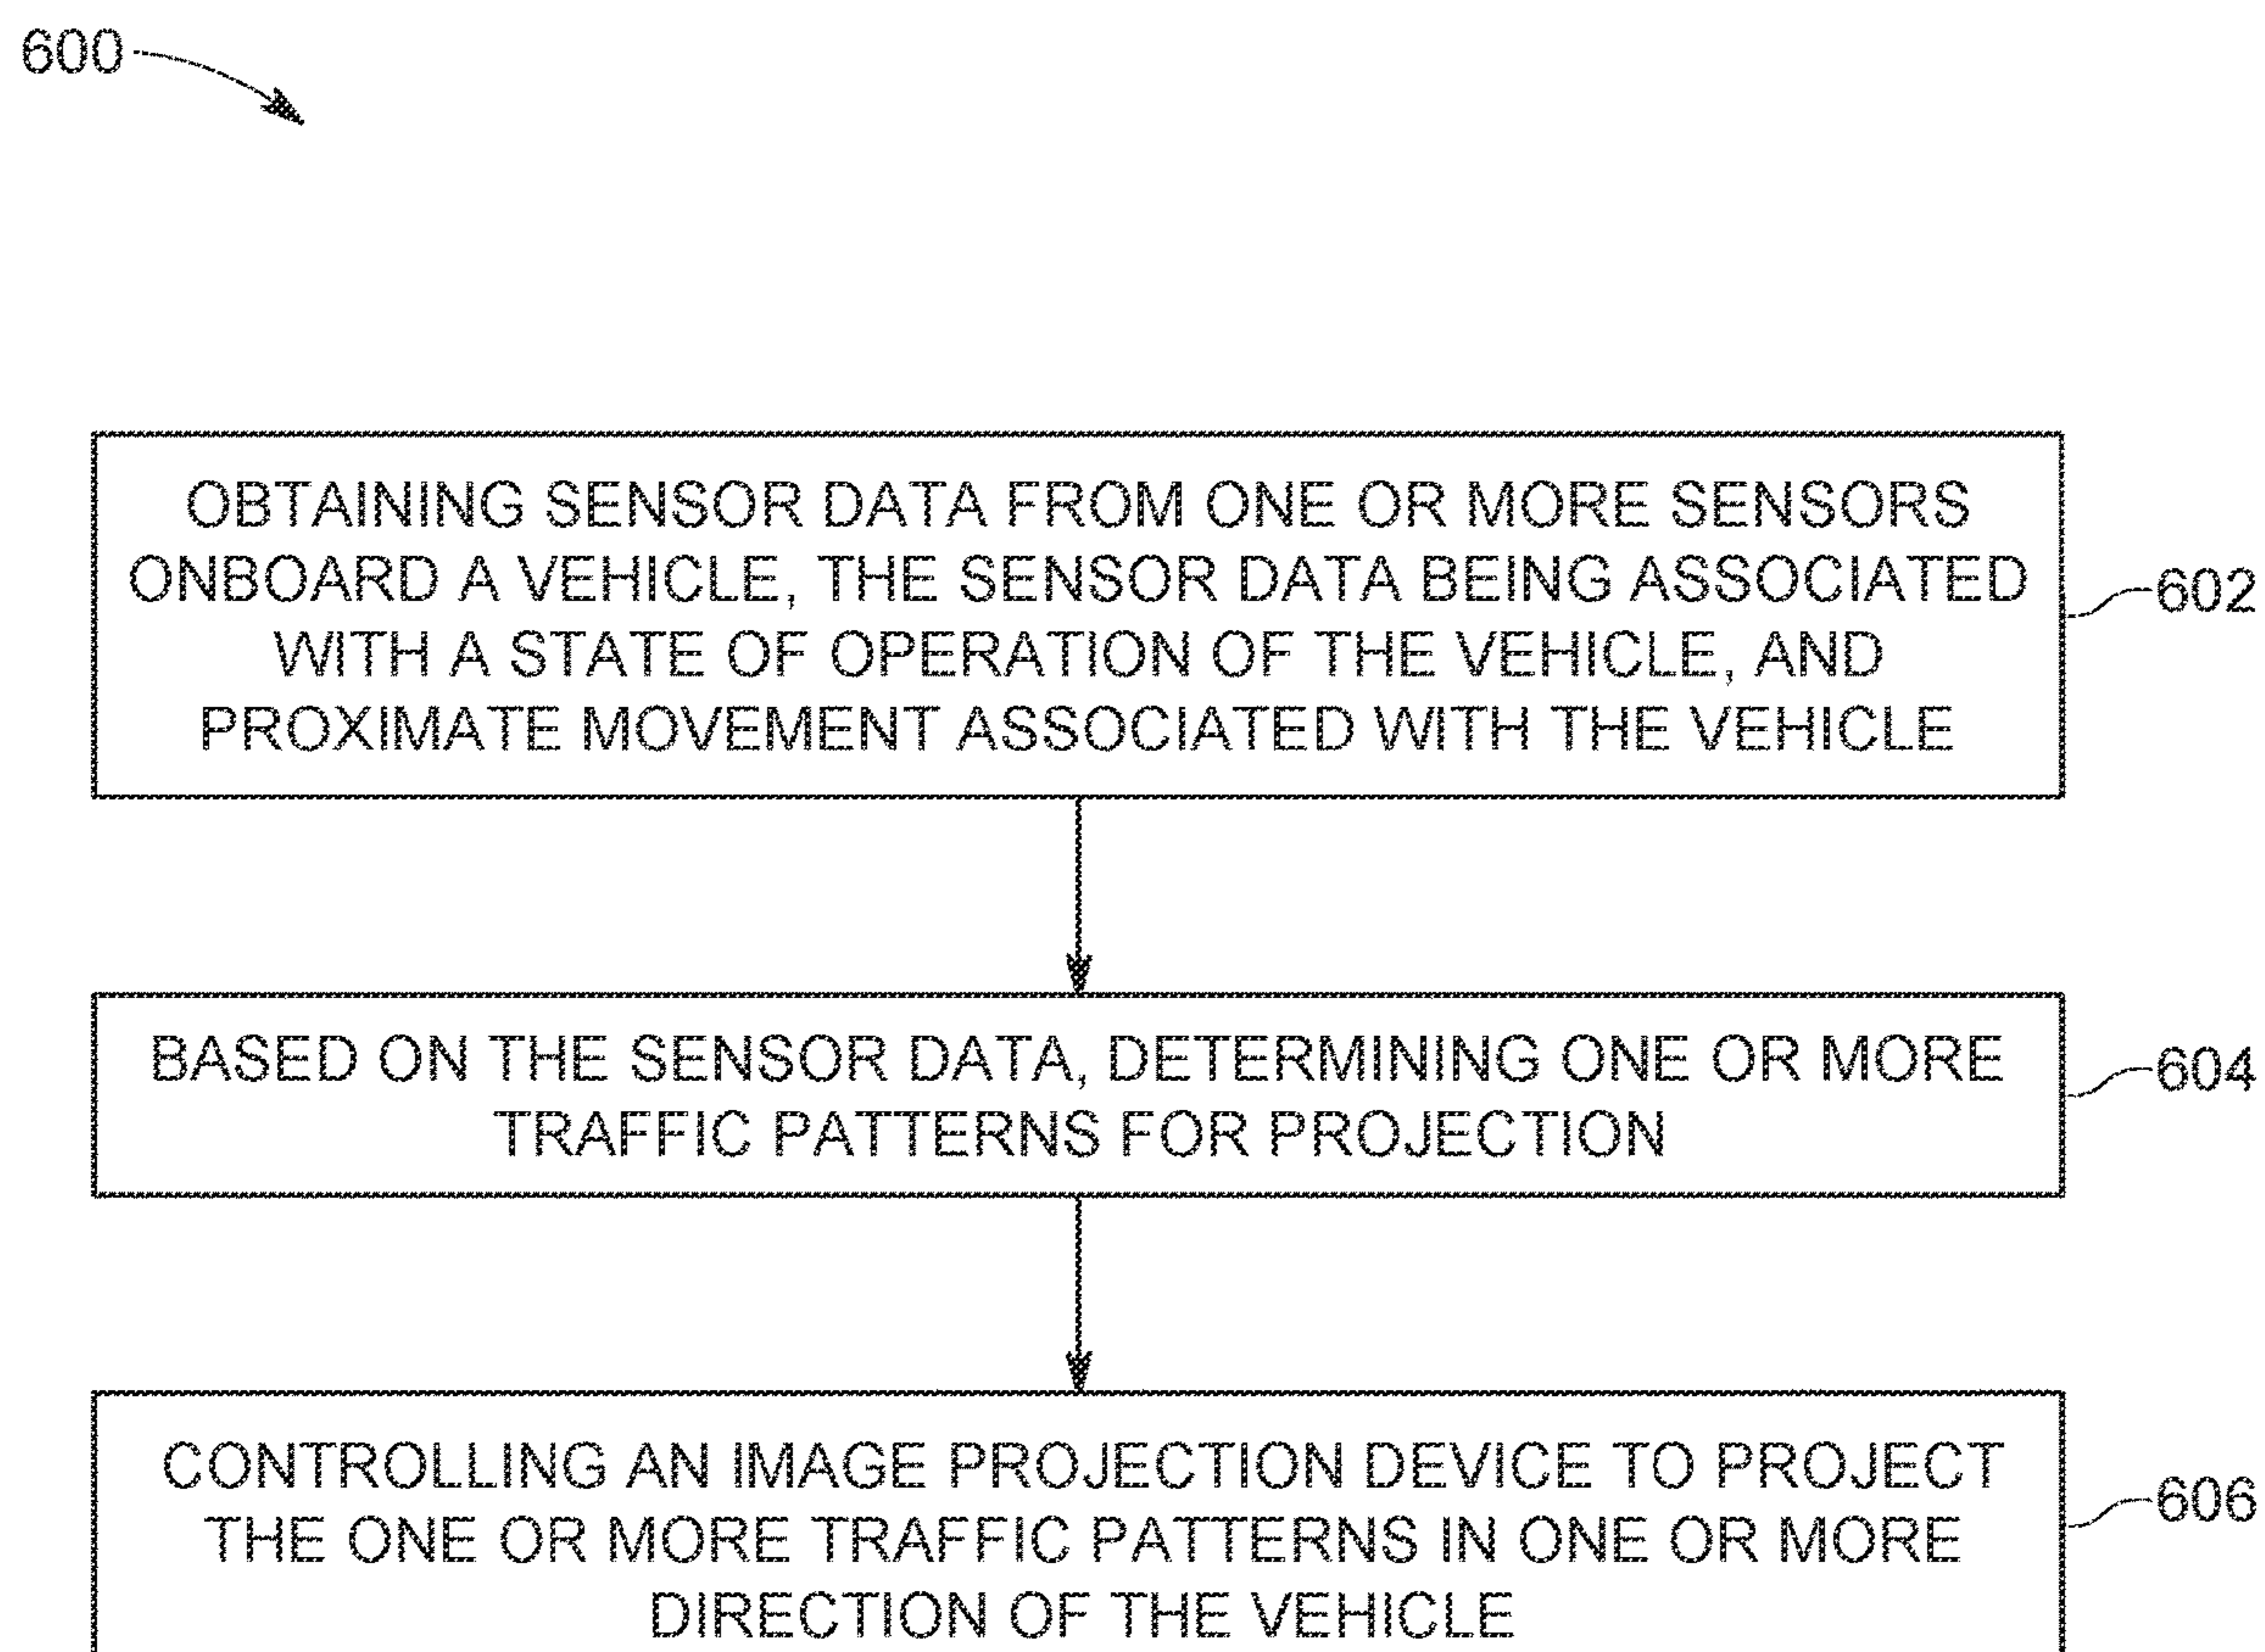 600
OBTAINING SENSOR DATA FROM ONE OR MORE SENSORS
ONBOARD A VEHICLE, THE SENSOR DATA BEING ASSOCIATED
WITH A STATE OF OPERATION OF THE VEHICLE, AND
PROXIMATE MOVEMENT ASSOCIATED WITH THE VEHICLE
602
BASED ON THE SENSOR DATA, DETERMINING ONE OR MORE
TRAFFIC PATTERNS FOR PROJECTION
604
CONTROLLING AN IMAGE PROJECTION DEVICE TO PROJECT
THE ONE OR MORE TRAFFIC PATTERNS IN ONE OR MORE
DIRECTION OF THE VEHICLE
606